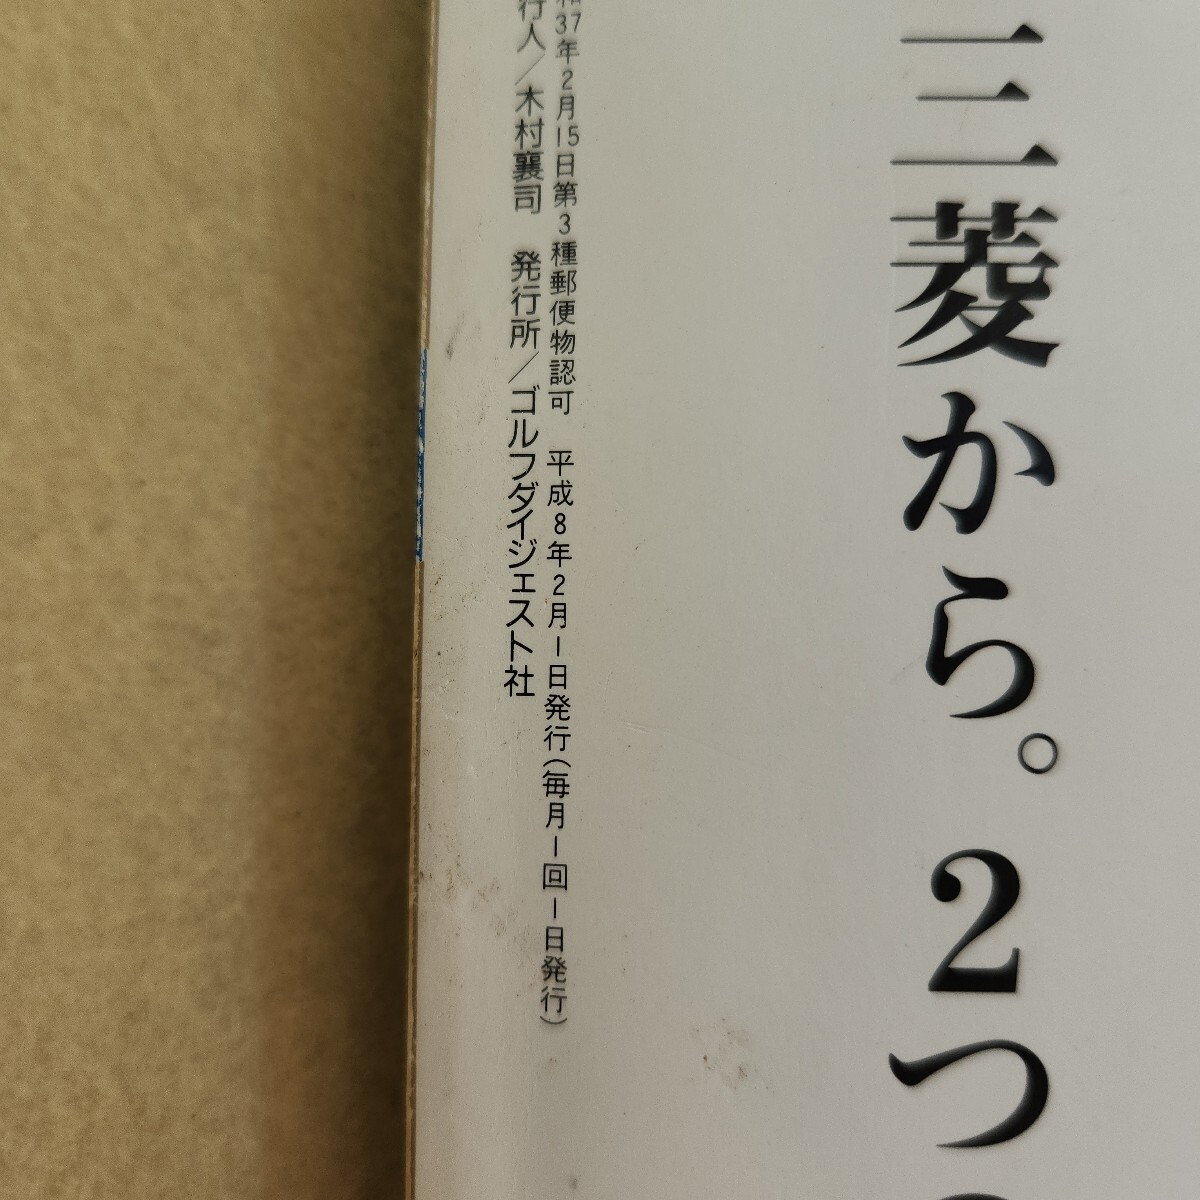 三菱から。2つ
和37年2月15日第3種郵便物認可　平成8年2月1日発行(毎月1回1日発行)
行人/木村襄司　発行所/ゴルフダイジェスト社